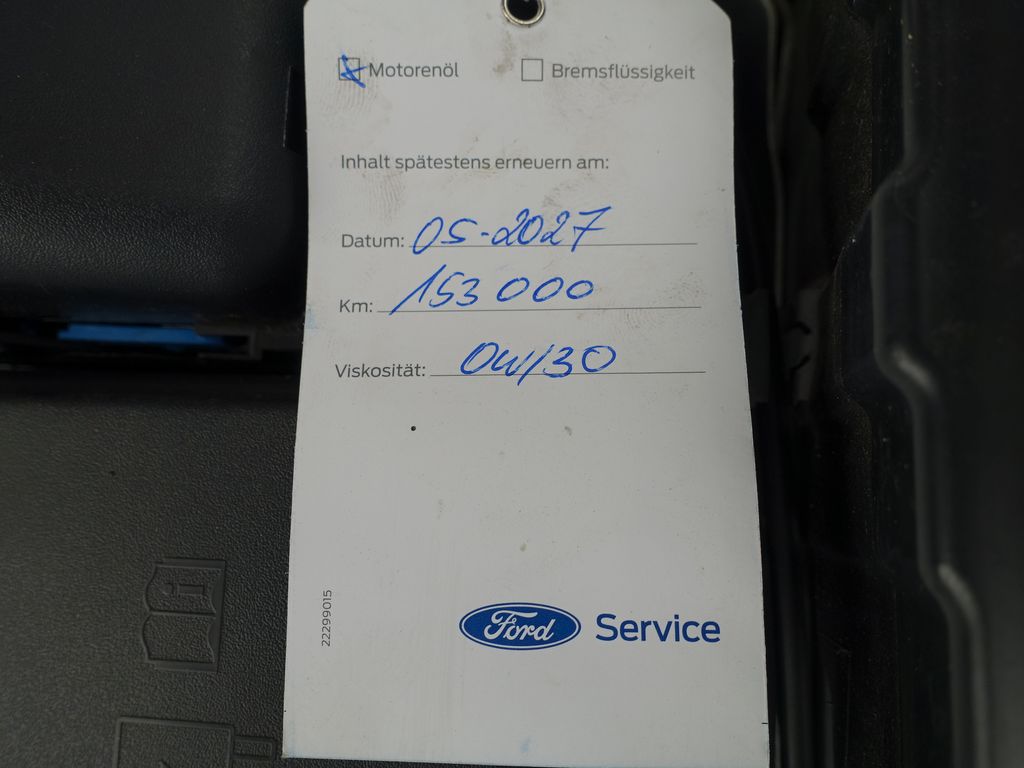 Motorenöl Bremsflüssigkeit
Inhalt spätestens erneuern am:
Datum: 05-2027
Km: 153 000
Viskosität: 0W/30
22299015
Ford Service